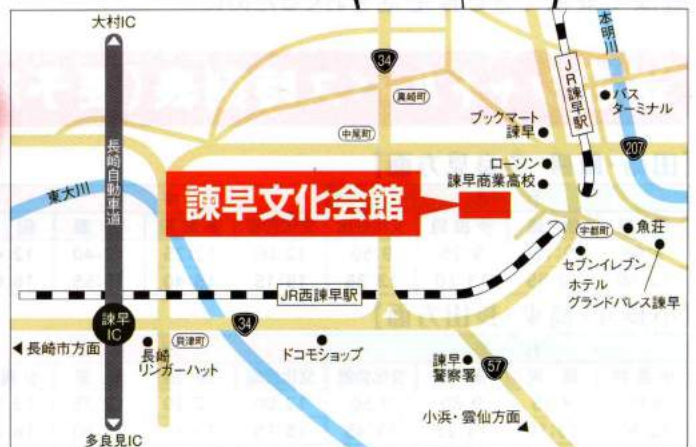 大村IC
本明川
34
真崎町
JR諫早駅
バス
ターミナル
ブックマート
諫早
中尾町
長崎自動車道
207
ローソン
諫早商業高校
東大川
諫早文化会館
宇都町
魚荘
セブンイレブン
ホテル
グランドパレス諫早
JR西諫早駅
諫早
IC
34
貝津町
長崎市方面
長崎
リンガーハット
ドコモショップ
諫早
警察署
57
小浜・雲仙方面
多良見IC